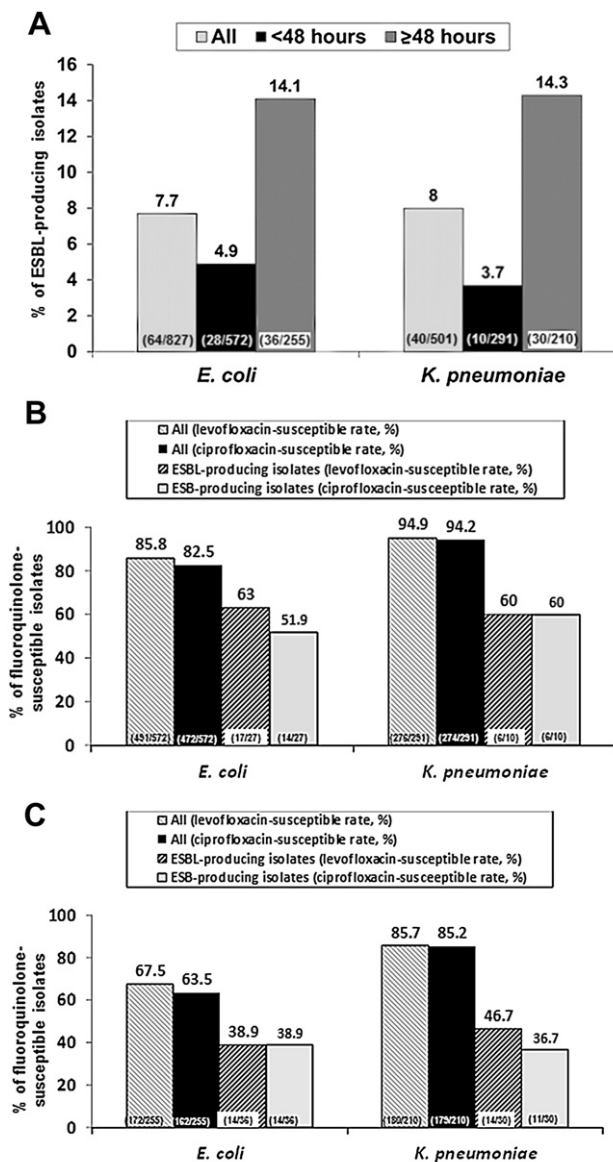 A
All <48 hours ≥48 hours
% of ESBL-producing isolates
16
14
12
10
8
6
4
2
0
7.7
4.9
14.1
8
3.7
14.3
(64/827) (28/572) (36/255) (40/501) (10/291) (30/210)
E. coli K. pneumoniae
B
All (levofloxacin-susceptible rate, %)
All (ciprofloxacin-susceptible rate, %)
ESBL-producing isolates (levofloxacin-susceptible rate, %)
ESB-producing isolates (ciprofloxacin-susceeptible rate, %)
% of fluoroquinolone-
susceptible isolates
100
80
60
40
20
0
85.8
82.5
63
51.9
94.9
94.2
60
60
(491/572) (472/572) (17/27) (14/27) (276/291) (274/291) (6/10) (6/10)
E. coli K. pneumoniae
C
All (levofloxacin-susceptible rate, %)
All (ciprofloxacin-susceptible rate, %)
ESBL-producing isolates (levofloxacin-susceptible rate, %)
ESB-producing isolates (ciprofloxacin-susceeptible rate, %)
% of fluoroquinolone-
susceptible isolates
100
80
60
40
20
0
67.5
63.5
38.9
38.9
85.7
85.2
46.7
36.7
(172/255) (162/255) (14/36) (14/36) (180/210) (179/210) (14/30) (11/30)
E. coli K. pneumoniae